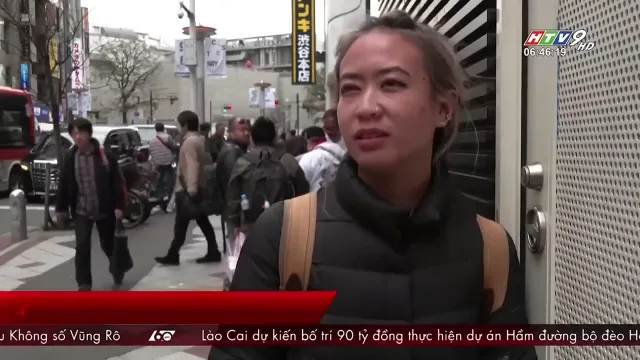 HTV9 HD
06:46:19
ンキ渋谷本店
u Không số Vũng Rô 60 Lào Cai dự kiến bố trí 90 tỷ đồng thực hiện dự án Hầm đường bộ đèo H